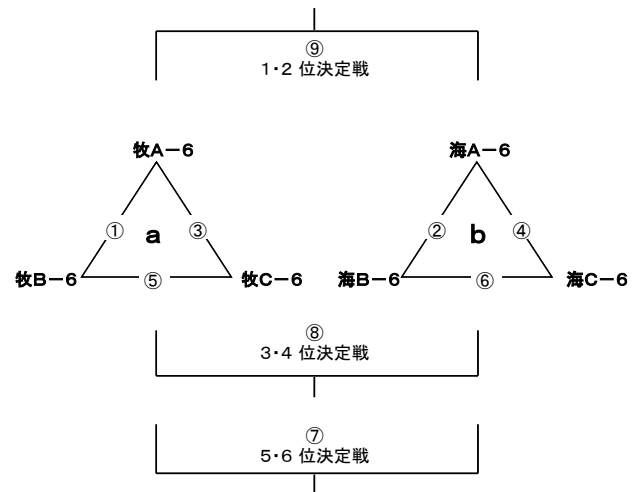 ⑨
1・2 位決定戦
牧A－6
海A－6
① a ③
② b ④
牧B－6 ⑤ 牧C－6
海B－6 ⑥ 海C－6
⑧
3・4 位決定戦
⑦
5・6 位決定戦